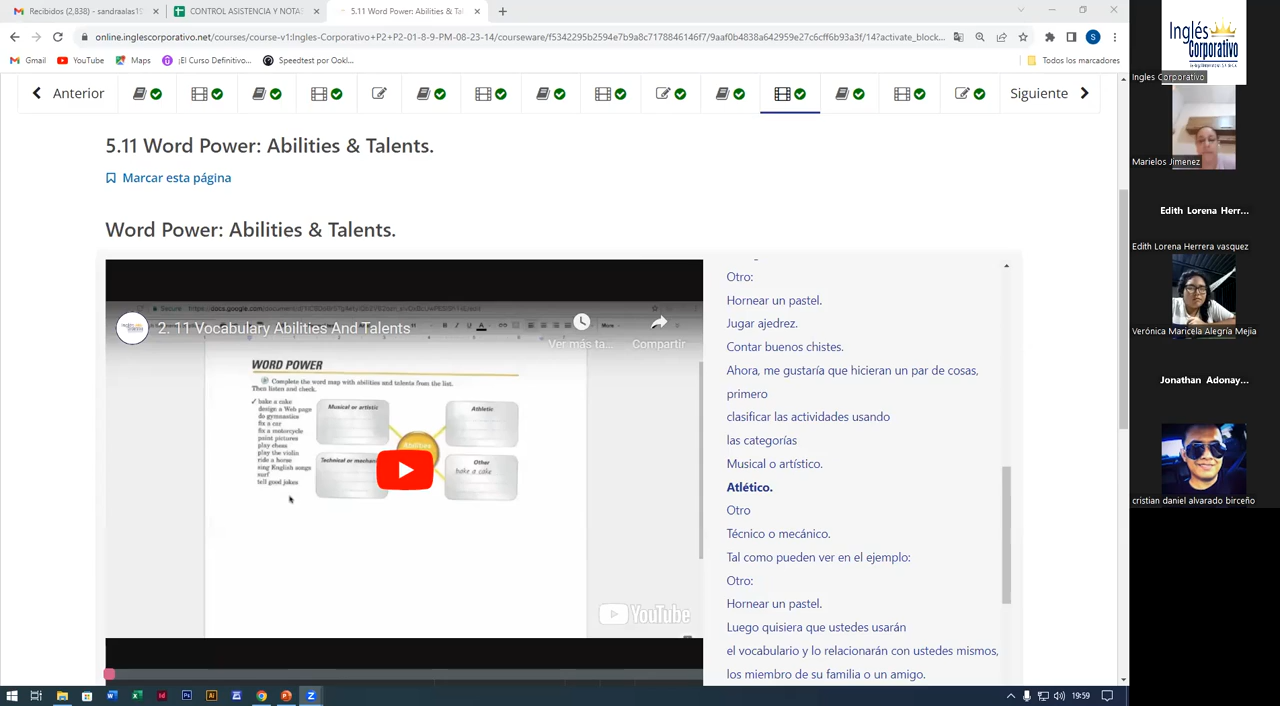 Recibidos (2,838) - sandraalas15
CONTROL ASISTENCIA Y NOTAS
5.11 Word Power: Abilities & Tal
online.inglescorporativo.net/courses/course-v1:Ingles-Corporativo+P2+P2-01-8-9-PM-08-23-14/courseware/f5342295b2594e7b9a8c7178846146f7/9aaf0b4838a642959e27c6cff6b93a3f/14?activate_block...
Gmail
YouTube
Maps
¡El Curso Definitivo...
Speedtest por Ookl...
Todos los marcadores
Anterior
Siguiente
5.11 Word Power: Abilities & Talents.
Marcar esta página
Word Power: Abilities & Talents.
2. 11 Vocabulary Abilities And Talents
Ver más ta...
Compartir
WORD POWER
Complete the word map with abilities and talents from the list.
Then listen and check.
✓ bake a cake
design a Web page
do gymnastics
fix a car
fix a motorcycle
paint pictures
play chess
play the violin
ride a horse
sing English songs
surf
tell good jokes
Musical or artistic
Athletic
Abilities
Technical or mechani
Other
bake a cake
YouTube
Otro:
Hornear un pastel.
Jugar ajedrez.
Contar buenos chistes.
Ahora, me gustaría que hicieran un par de cosas,
primero
clasificar las actividades usando
las categorías
Musical o artístico.
Atlético.
Otro
Técnico o mecánico.
Tal como pueden ver en el ejemplo:
Otro:
Hornear un pastel.
Luego quisiera que ustedes usarán
el vocabulario y lo relacionarán con ustedes mismos,
los miembro de su familia o un amigo.
Inglés
Corporativo
Ingles Corporativo
Marielos Jimenez
Edith Lorena Herr...
Edith Lorena Herrera vasquez
Verónica Maricela Alegría Mejia
Jonathan Adonay...
cristian daniel alvarado birceño
19:59